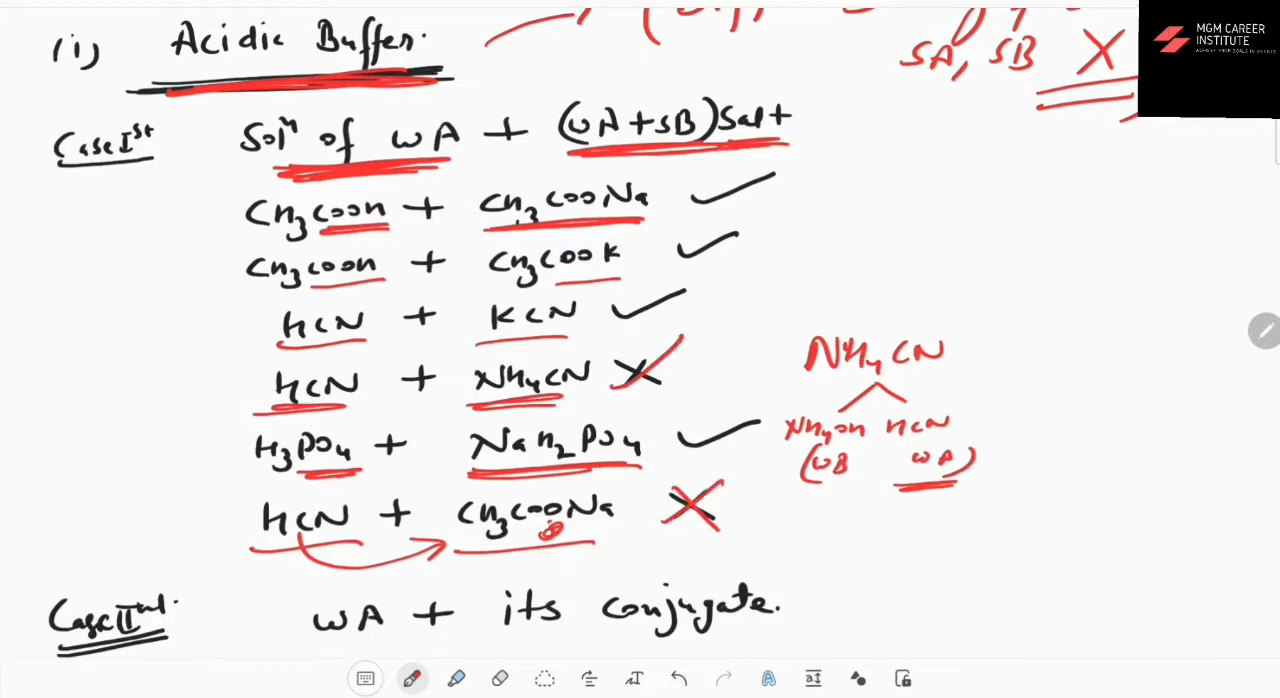 (i) Acidic Buffer.
SA, SB X
MGM CAREER
INSTITUTE
Case Ist Solⁿ of WA + (WA+SB)Salt
CH3COOH + CH3COONa ✓
CH3COOH + CH3COOK ✓
HCN + KCN ✓
HCN + NH4CN X
H3PO4 + NaH2PO4 ✓
HCN + CH3COONa X
NH4CN
NH4OH HCN
(WB WA)
Case IInd. WA + its conjugate.